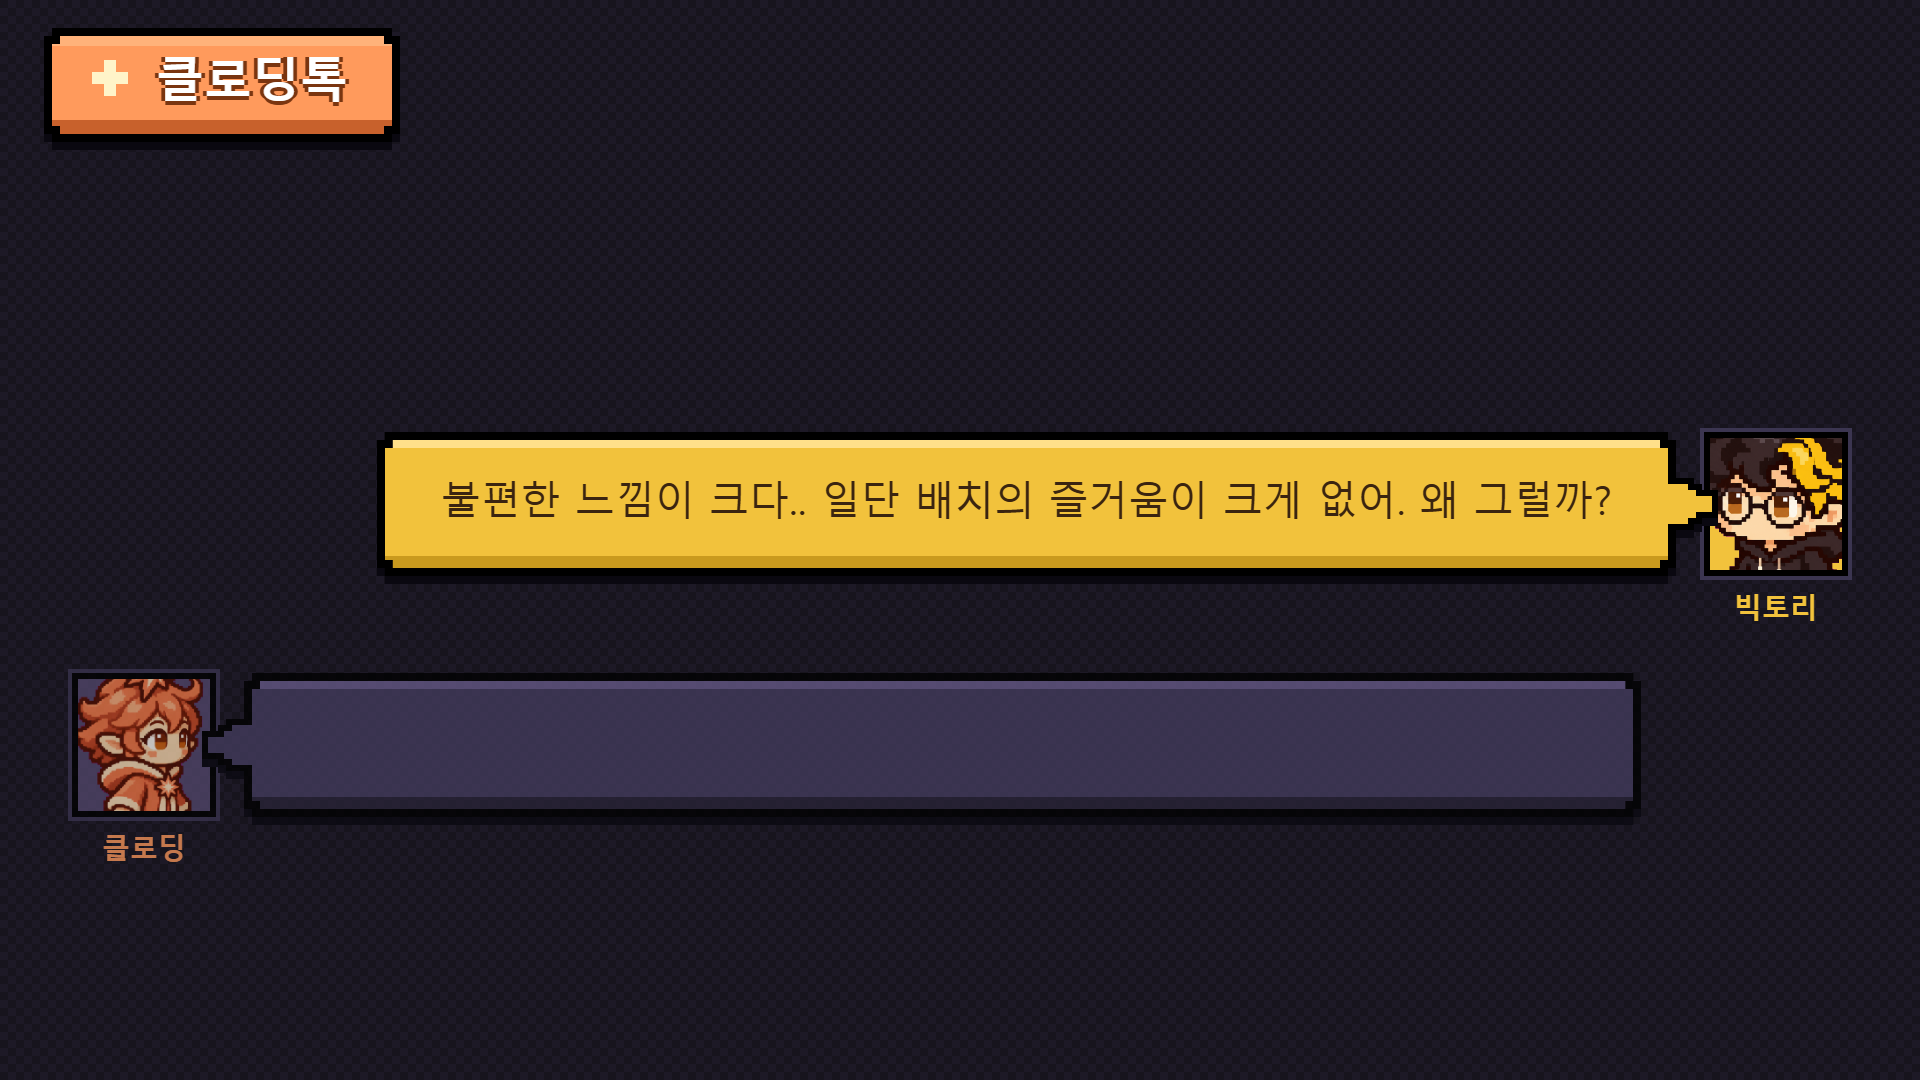 클로딩톡
불편한 느낌이 크다.. 일단 배치의 즐거움이 크게 없어. 왜 그럴까?
빅토리
클로딩